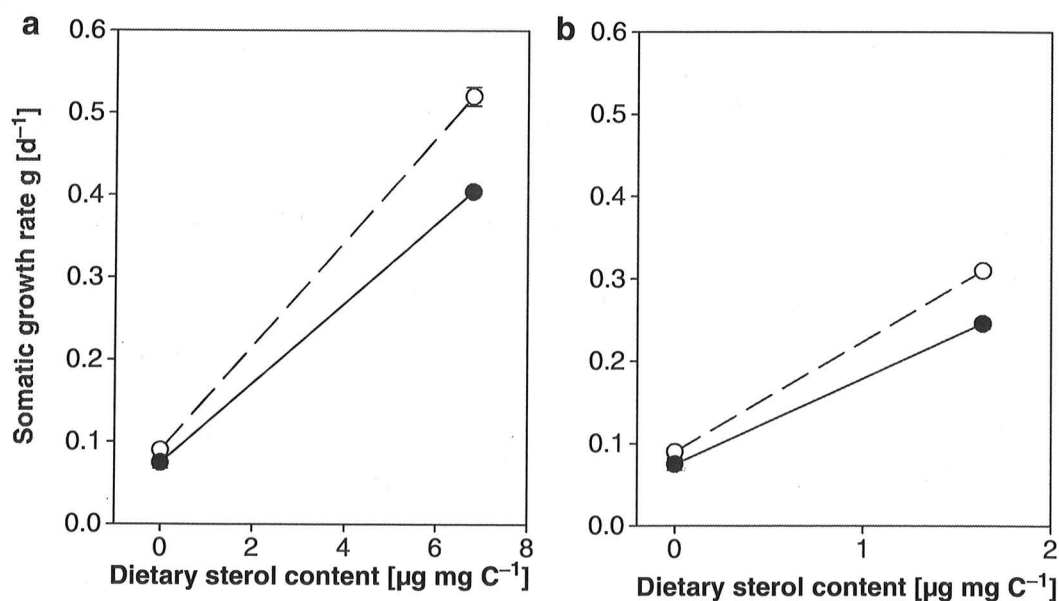 a
0.6
0.5
0.4
0.3
0.2
0.1
0.0
Somatic growth rate g [d⁻¹]
0 2 4 6 8
Dietary sterol content [µg mg C⁻¹]
b
0.6
0.5
0.4
0.3
0.2
0.1
0.0
0 1 2
Dietary sterol content [µg mg C⁻¹]